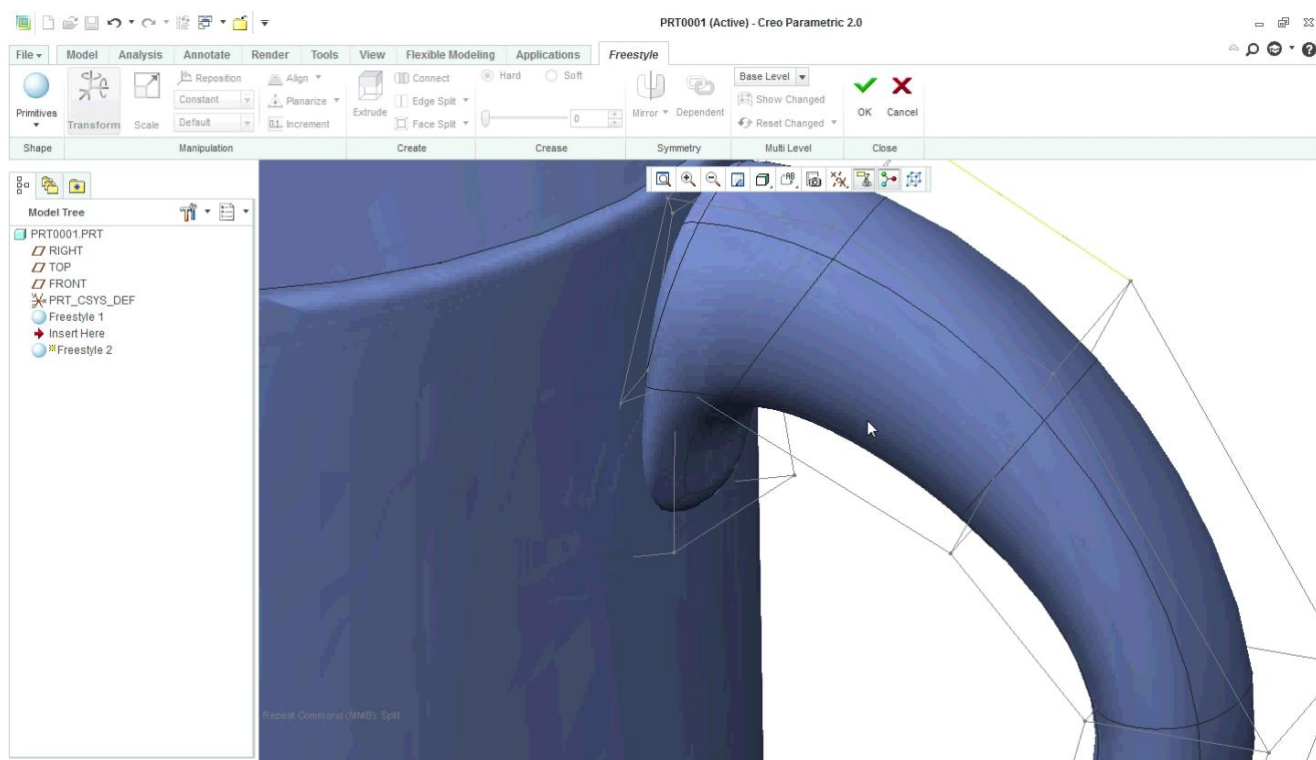 PRT0001 (Active) - Creo Parametric 2.0
File Model Analysis Annotate Render Tools View Flexible Modeling Applications Freestyle
Primitives
Transform
Scale
Reposition
Constant
Default
Align
Planarize
0.1. Increment
Extrude
Connect
Edge Split
Face Split
Hard Soft
0
Mirror
Dependent
Base Level
Show Changed
Reset Changed
OK
Cancel
Shape Manipulation Create Crease Symmetry Multi Level Close
Model Tree
PRT0001.PRT
RIGHT
TOP
FRONT
PRT_CSYS_DEF
Freestyle 1
Insert Here
Freestyle 2
Repeat Command (MMB): Split